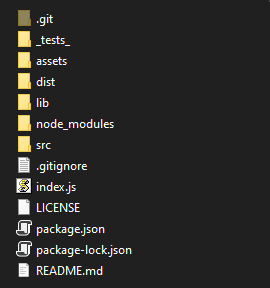 .git
_tests_
assets
dist
lib
node_modules
src
.gitignore
index.js
LICENSE
package.json
package-lock.json
README.md